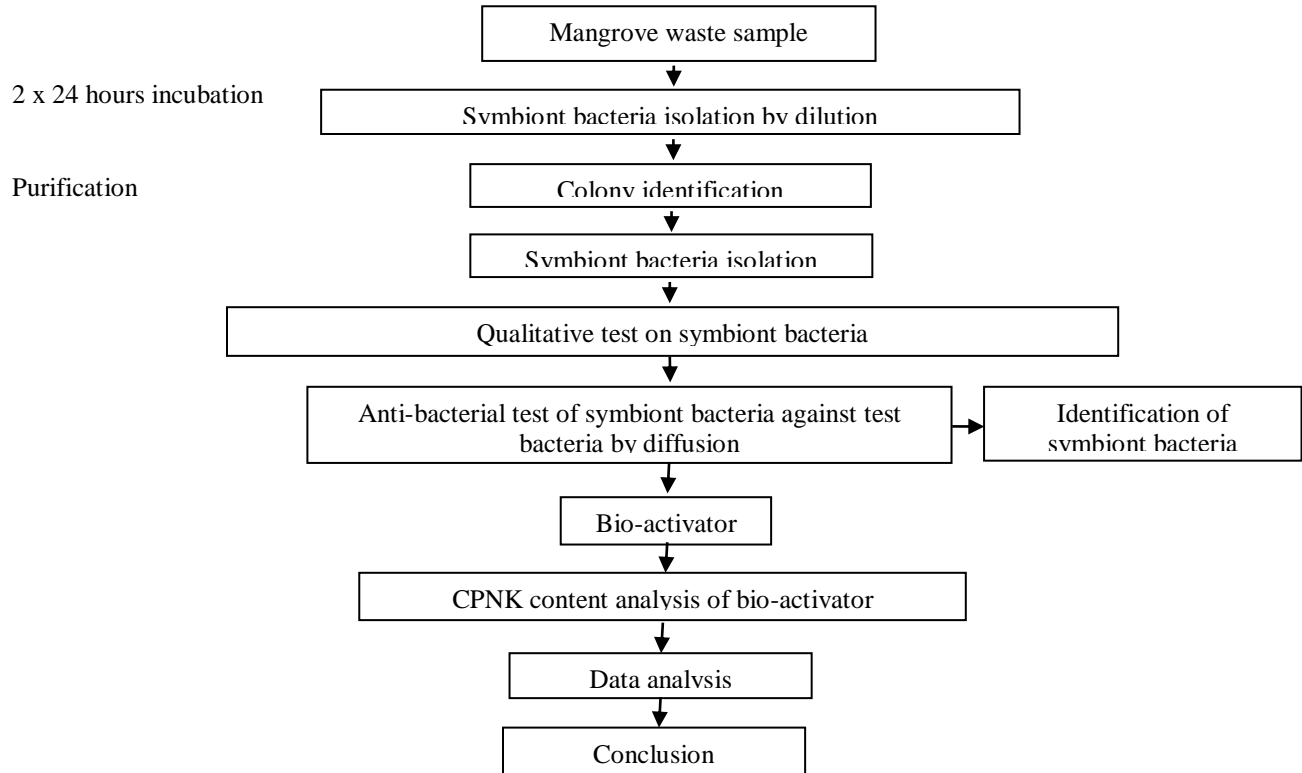 Mangrove waste sample
2 x 24 hours incubation
Symbiont bacteria isolation by dilution
Purification
Colony identification
Symbiont bacteria isolation
Qualitative test on symbiont bacteria
Anti-bacterial test of symbiont bacteria against test
bacteria by diffusion
Identification of
symbiont bacteria
Bio-activator
CPNK content analysis of bio-activator
Data analysis
Conclusion